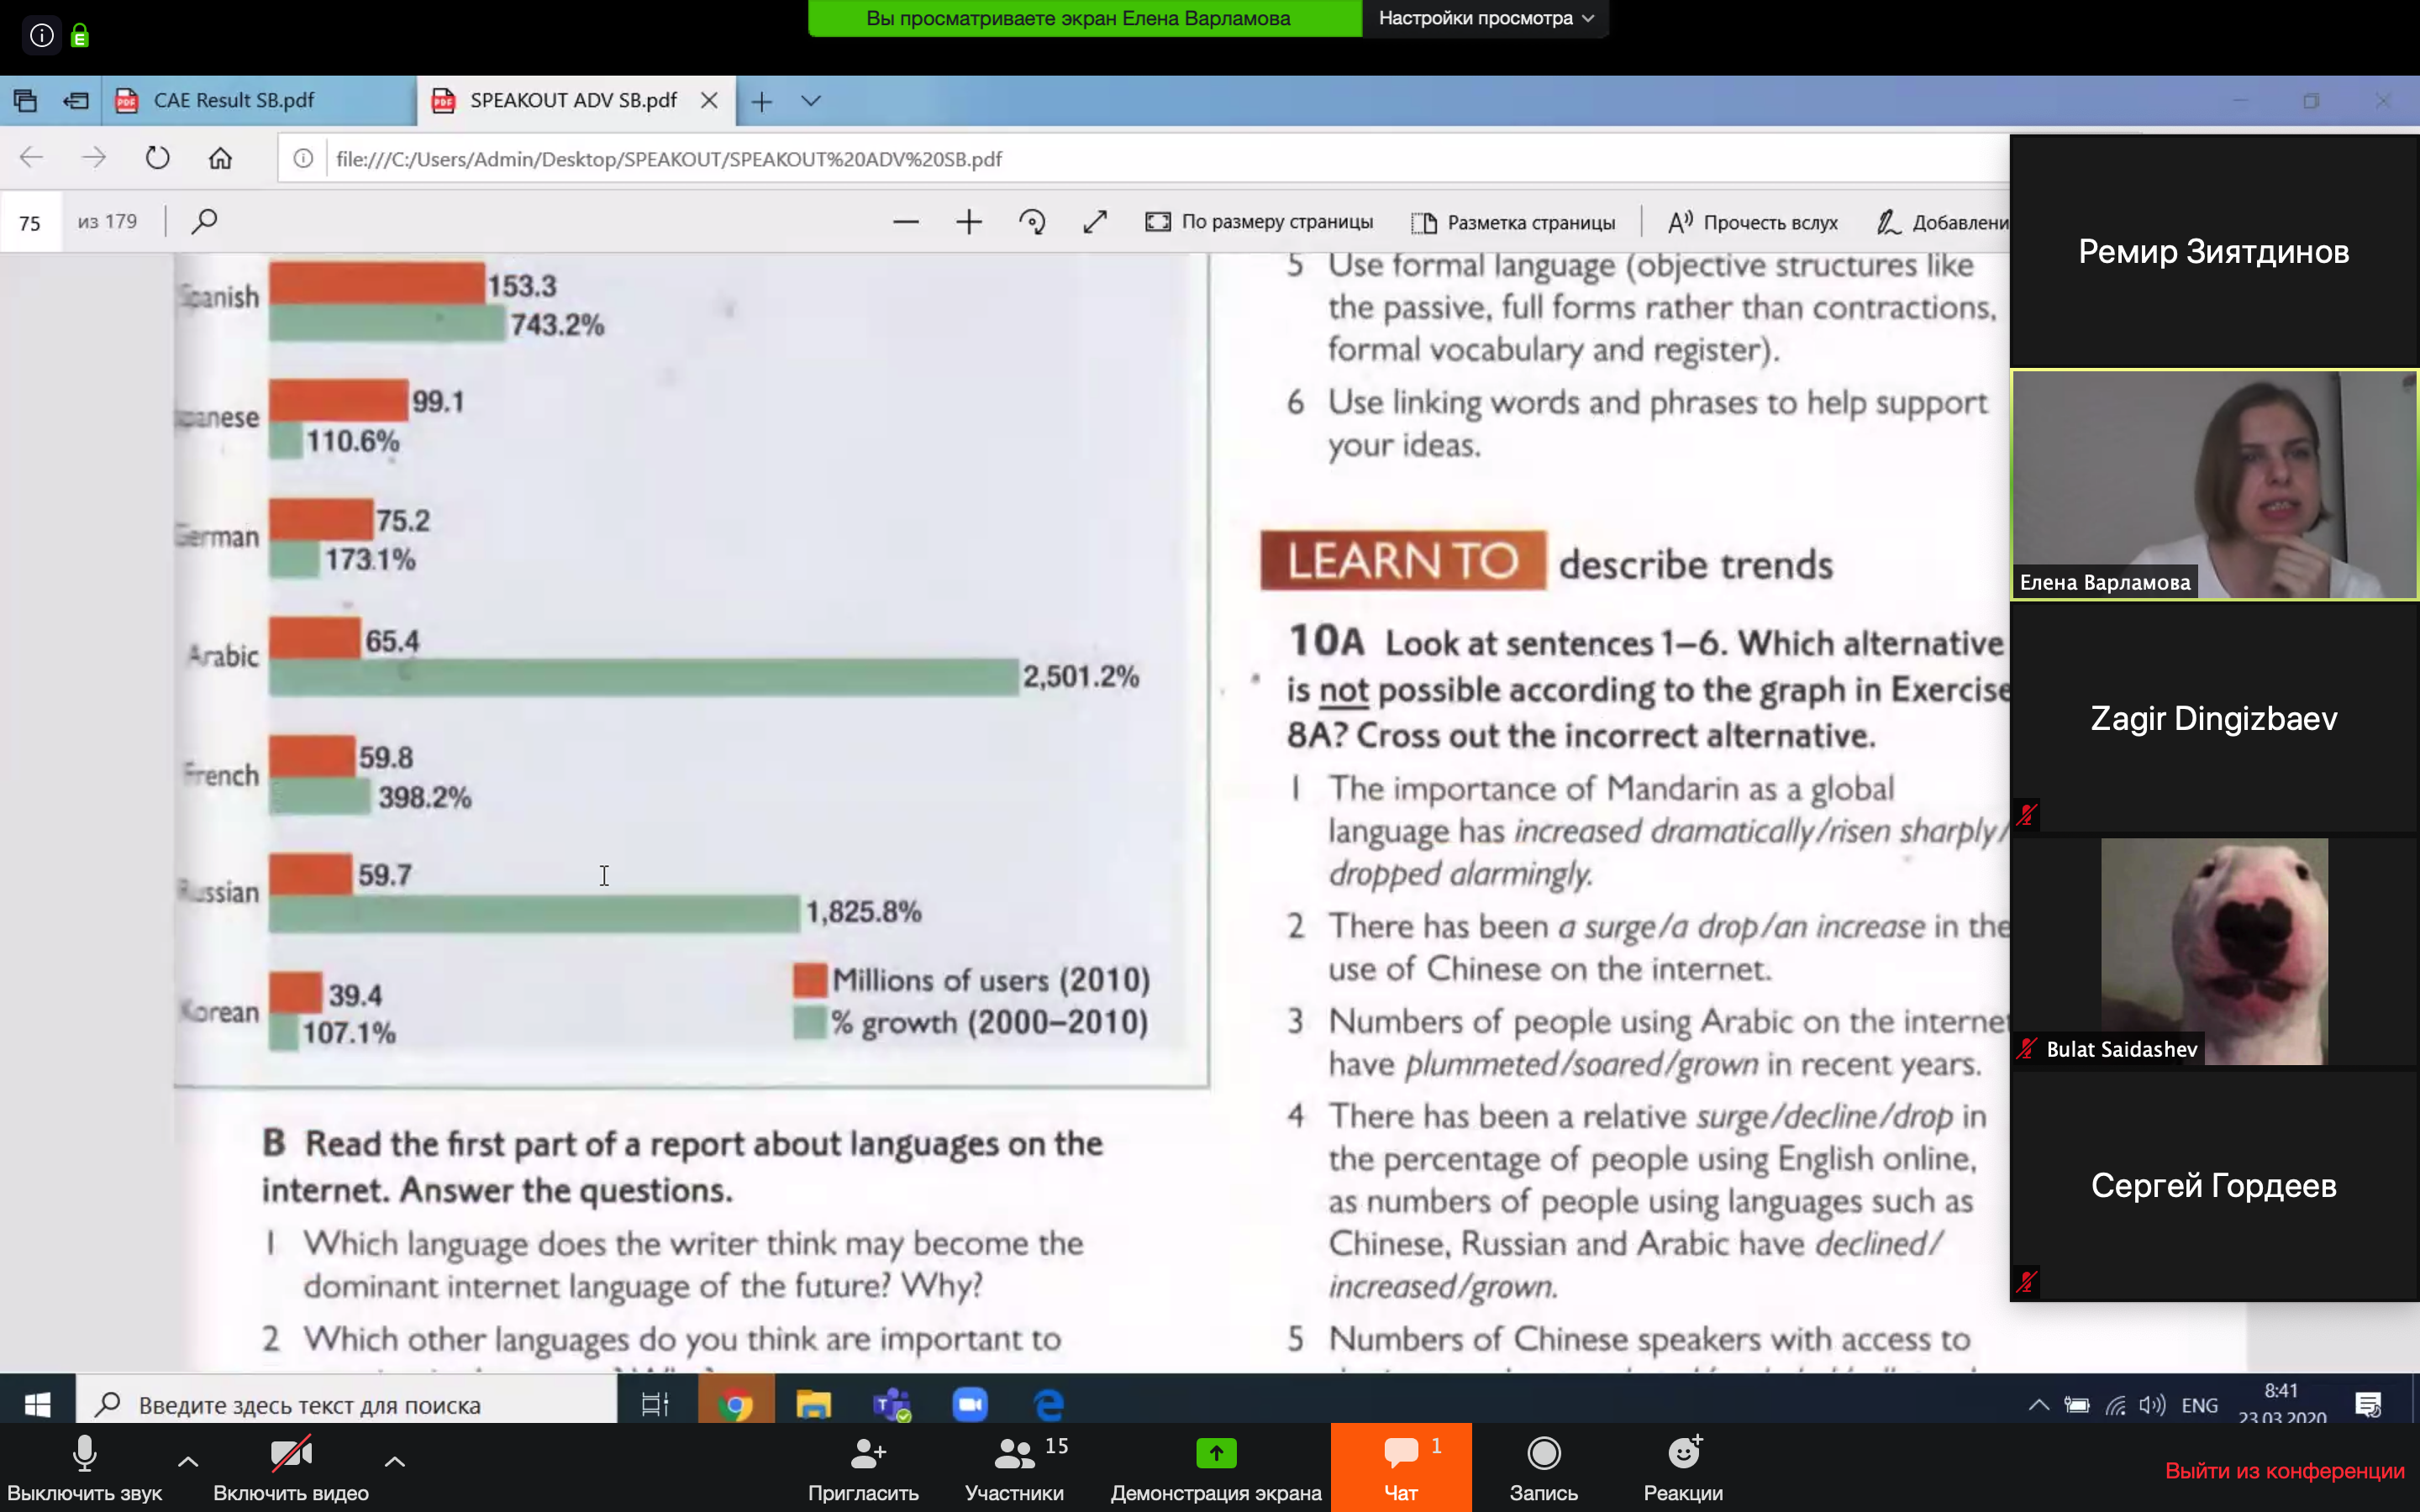 Вы просматриваете экран Елена Варламова
Настройки просмотра
CAE Result SB.pdf
SPEAKOUT ADV SB.pdf
file:///C:/Users/Admin/Desktop/SPEAKOUT/SPEAKOUT%20ADV%20SB.pdf
75 из 179
По размеру страницы
Разметка страницы
Прочесть вслух
Добавлени
Spanish
153.3
743.2%
panese
99.1
110.6%
German
75.2
173.1%
Arabic
65.4
2,501.2%
French
59.8
398.2%
Russian
59.7
1,825.8%
Korean
39.4
107.1%
Millions of users (2010)
% growth (2000–2010)
B Read the first part of a report about languages on the
internet. Answer the questions.
1 Which language does the writer think may become the
dominant internet language of the future? Why?
2 Which other languages do you think are important to
5 Use formal language (objective structures like
the passive, full forms rather than contractions,
formal vocabulary and register).
6 Use linking words and phrases to help support
your ideas.
LEARN TO describe trends
10A Look at sentences 1–6. Which alternative
is not possible according to the graph in Exercise
8A? Cross out the incorrect alternative.
1 The importance of Mandarin as a global
language has increased dramatically/risen sharply/
dropped alarmingly.
2 There has been a surge/a drop/an increase in the
use of Chinese on the internet.
3 Numbers of people using Arabic on the internet
have plummeted/soared/grown in recent years.
4 There has been a relative surge/decline/drop in
the percentage of people using English online,
as numbers of people using languages such as
Chinese, Russian and Arabic have declined/
increased/grown.
5 Numbers of Chinese speakers with access to
Ремир Зиятдинов
Елена Варламова
Zagir Dingizbaev
Bulat Saidashev
Сергей Гордеев
Введите здесь текст для поиска
ENG
8:41
23.03.2020
Выключить звук
Включить видео
Пригласить
15
Участники
Демонстрация экрана
1
Чат
Запись
Реакции
Выйти из конференции